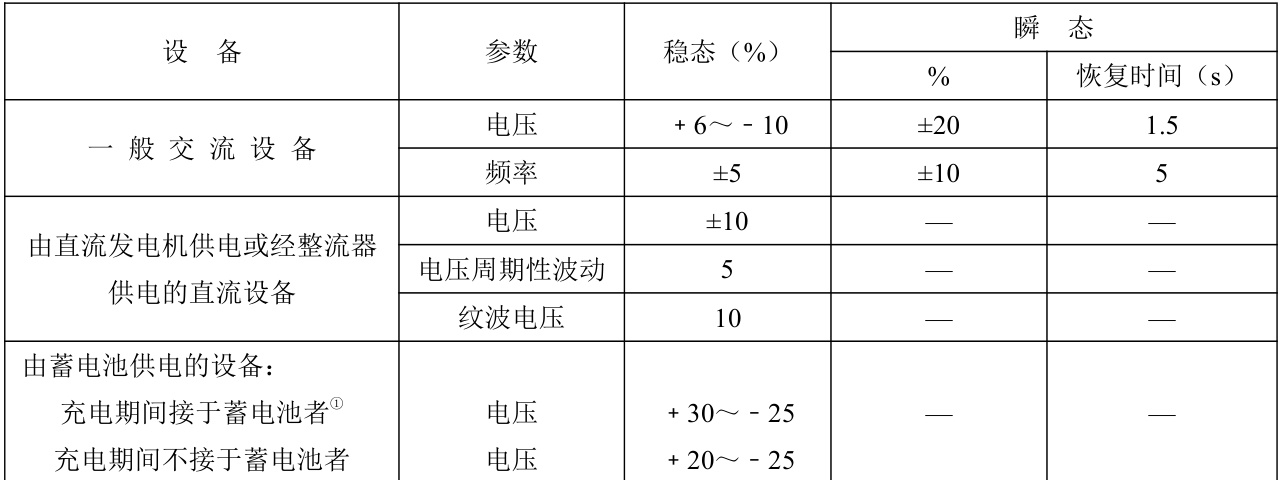 设 备 参数 稳态（%） 瞬 态
% 恢复时间（s）
一 般 交 流 设 备 电压 ﹢6～﹣10 ±20 1.5
频率 ±5 ±10 5
由直流发电机供电或经整流器
供电的直流设备
电压 ±10 — —
电压周期性波动 5 — —
纹波电压 10 — —
由蓄电池供电的设备：
充电期间接于蓄电池者① 电压 ﹢30～﹣25 — —
充电期间不接于蓄电池者 电压 ﹢20～﹣25